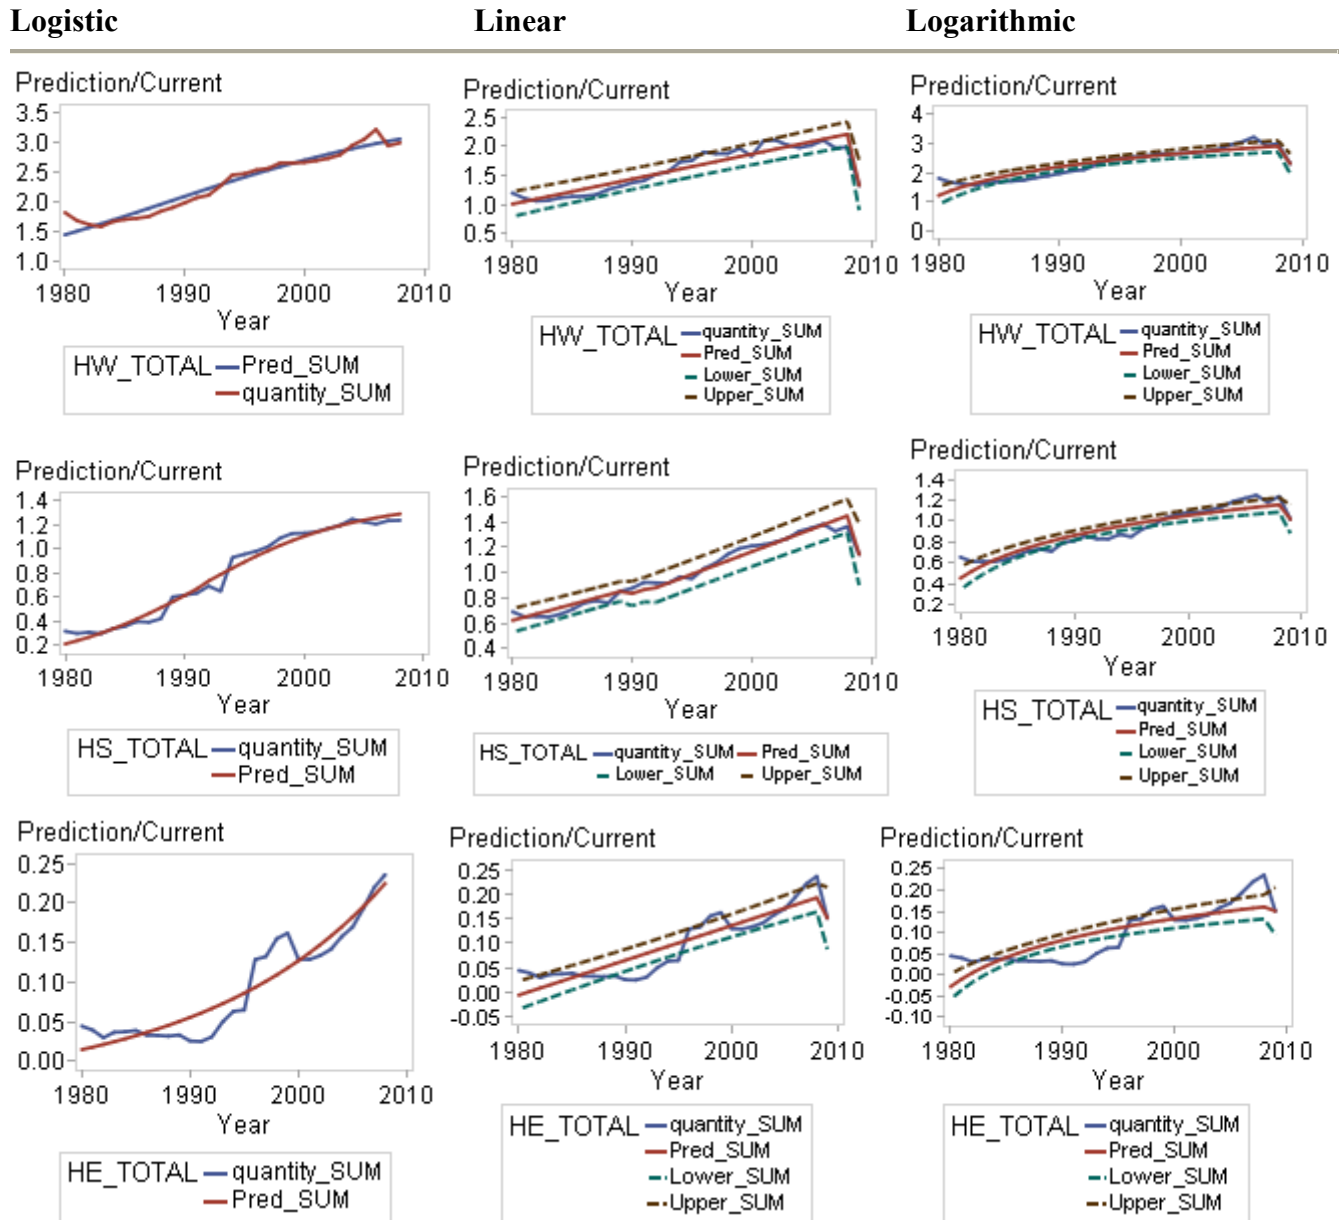 Logistic Linear Logarithmic
Prediction/Current
3.5
3.0
2.5
2.0
1.5
1.0
1980 1990 2000 2010
Year
HW_TOTAL Pred_SUM
quantity_SUM
Prediction/Current
2.5
2.0
1.5
1.0
0.5
1980 1990 2000 2010
Year
HW_TOTAL quantity_SUM
Pred_SUM
Lower_SUM
Upper_SUM
Prediction/Current
4
3
2
1
0
1980 1990 2000 2010
Year
HW_TOTAL quantity_SUM
Pred_SUM
Lower_SUM
Upper_SUM
Prediction/Current
1.4
1.2
1.0
0.8
0.6
0.4
0.2
1980 1990 2000 2010
Year
HS_TOTAL quantity_SUM
Pred_SUM
Prediction/Current
1.6
1.4
1.2
1.0
0.8
0.6
0.4
1980 1990 2000 2010
Year
HS_TOTAL quantity_SUM Pred_SUM
Lower_SUM Upper_SUM
Prediction/Current
1.4
1.2
1.0
0.8
0.6
0.4
0.2
1980 1990 2000 2010
Year
HS_TOTAL quantity_SUM
Pred_SUM
Lower_SUM
Upper_SUM
Prediction/Current
0.25
0.20
0.15
0.10
0.05
0.00
1980 1990 2000 2010
Year
HE_TOTAL quantity_SUM
Pred_SUM
Prediction/Current
0.25
0.20
0.15
0.10
0.05
0.00
-0.05
1980 1990 2000 2010
Year
HE_TOTAL quantity_SUM
Pred_SUM
Lower_SUM
Upper_SUM
Prediction/Current
0.25
0.20
0.15
0.10
0.05
0.00
-0.05
-0.10
1980 1990 2000 2010
Year
HE_TOTAL quantity_SUM
Pred_SUM
Lower_SUM
Upper_SUM